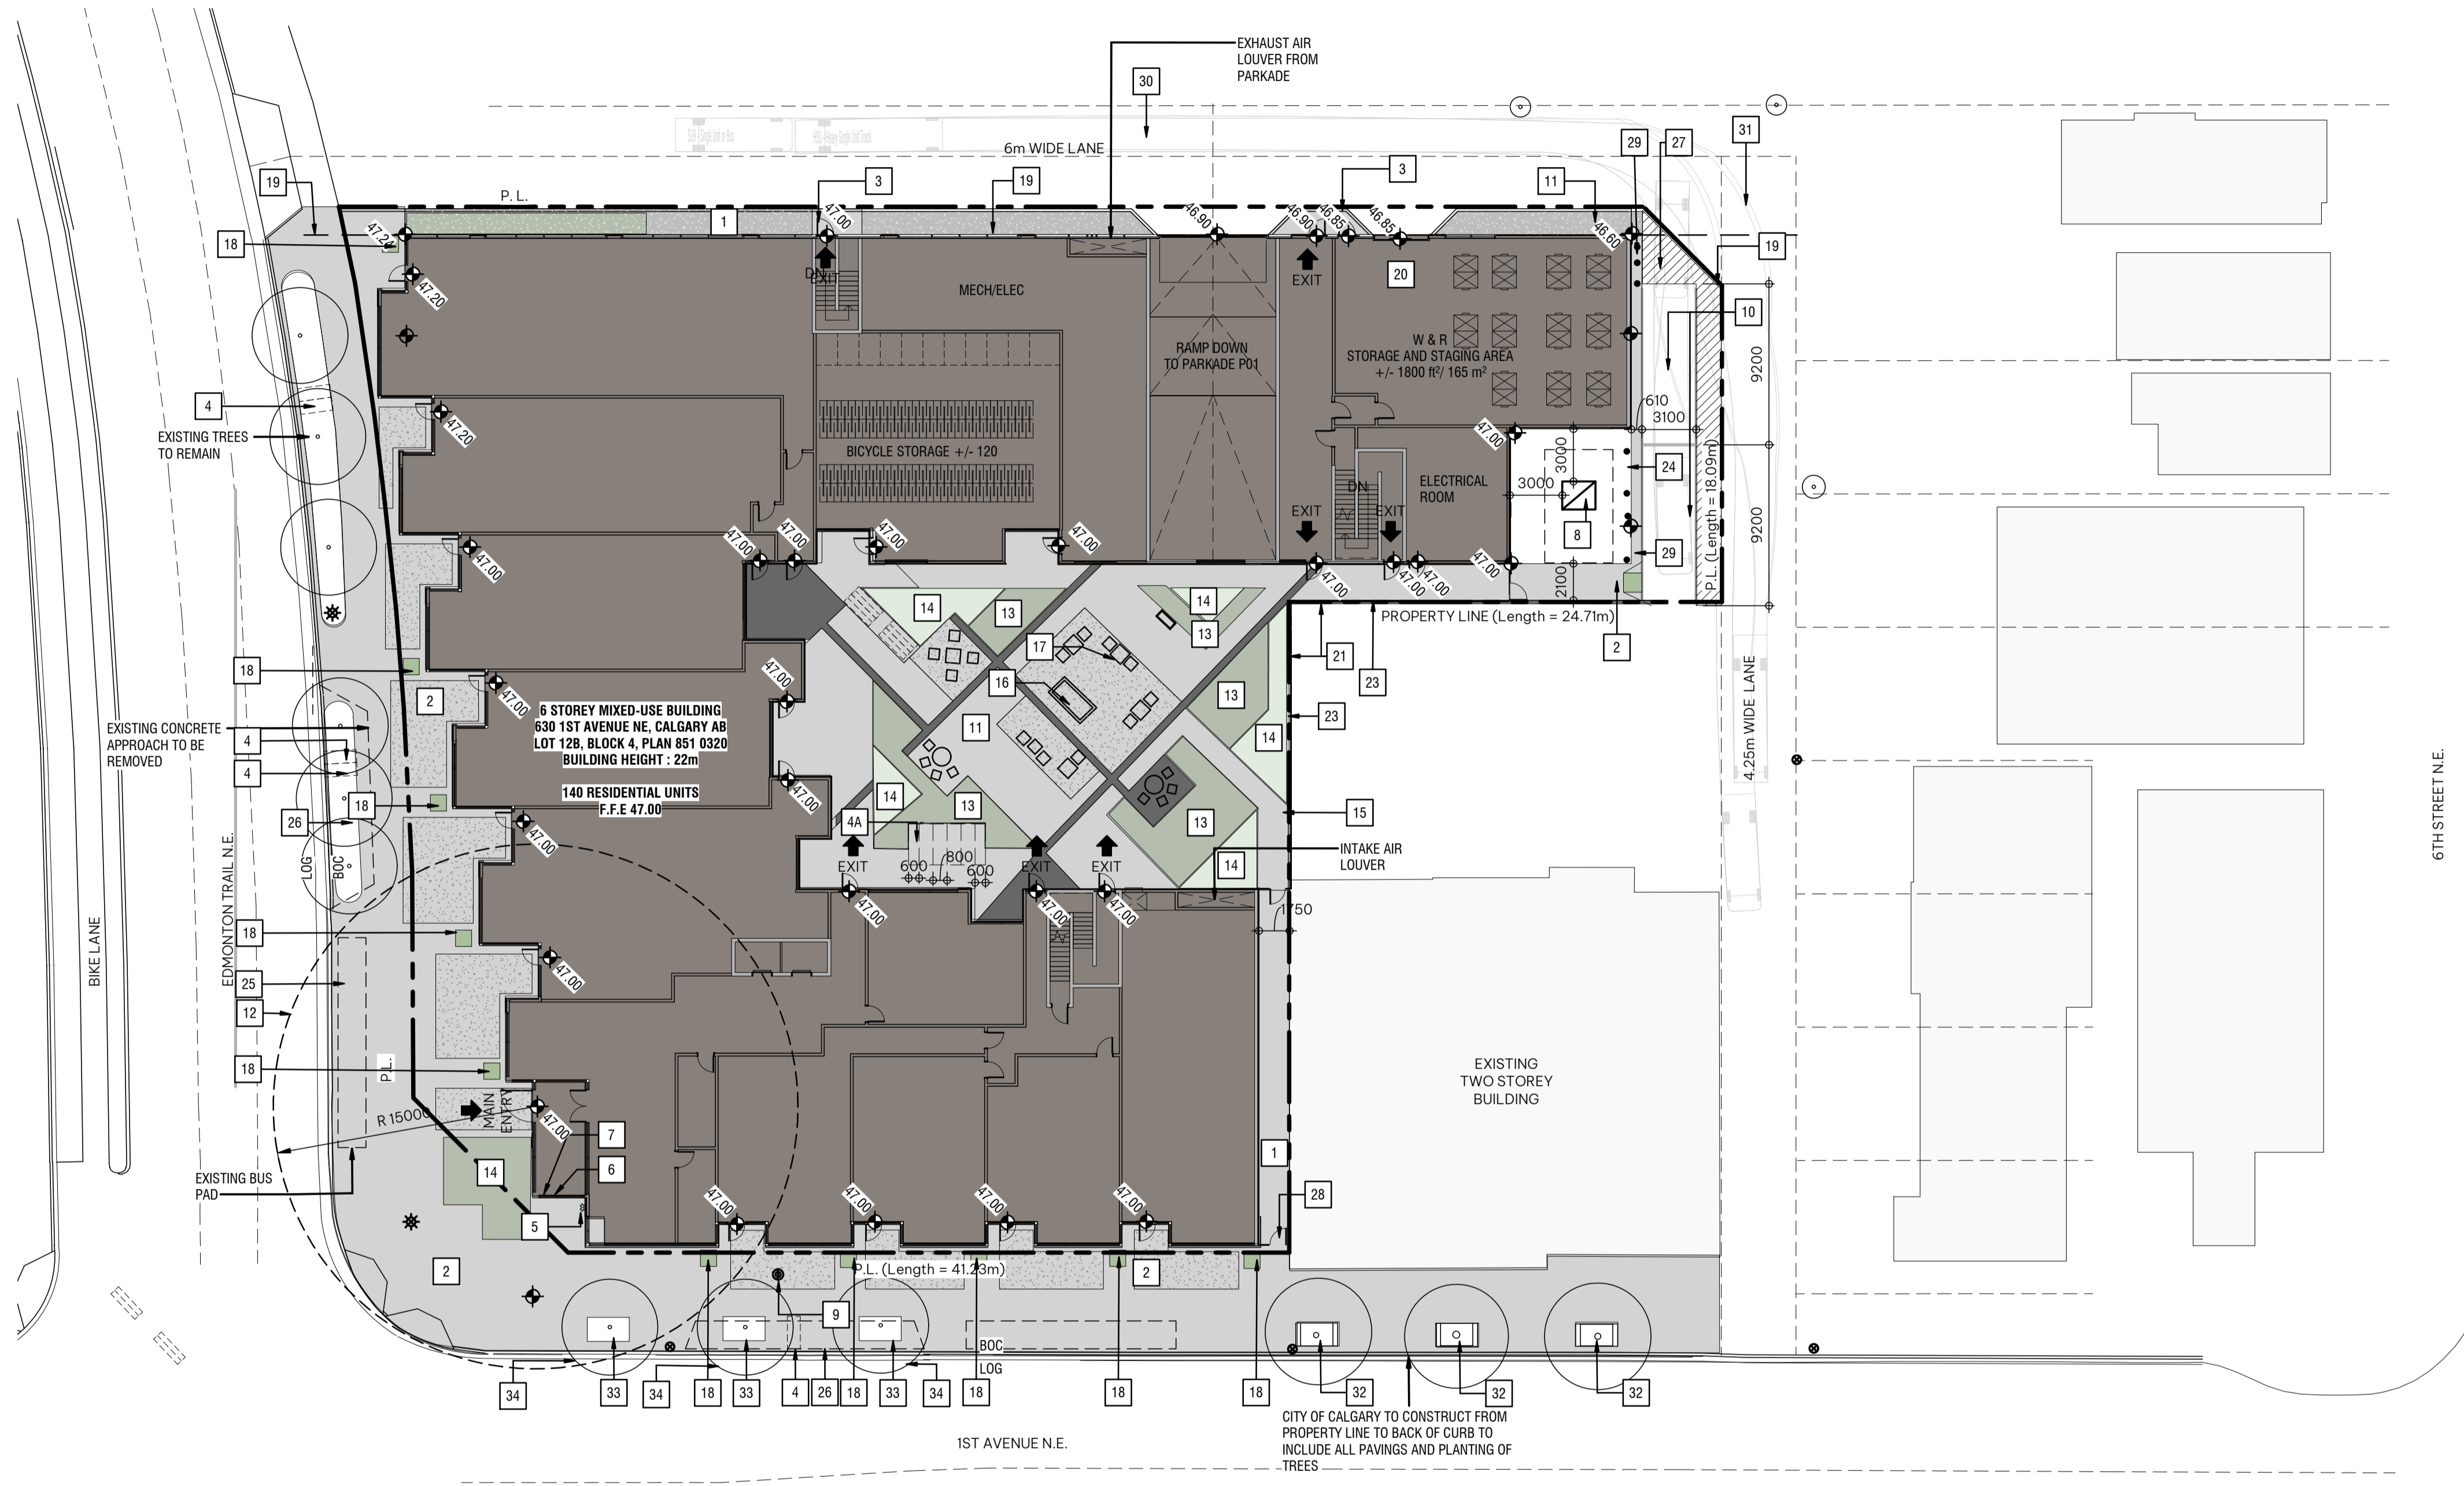 EXHAUST AIR
LOUVER FROM
PARKADE
30
31
29
27
SU9 - Single Unit or Bus
HSU - Heavy Single Unit Truck
6m WIDE LANE
19
P. L.
3
19
3
11
1
18
47.24
47.00
46.90
46.90
46.85
46.85
46.60
19
DN
EXIT
EXIT
20
47.20
MECH/ELEC
10
RAMP DOWN
TO PARKADE P01
W & R
STORAGE AND STAGING AREA
+/- 1800 ft²/ 165 m²
9200
4
EXISTING TREES
TO REMAIN
47.20
BICYCLE STORAGE +/- 120
610
3100
47.00
3000
24
P.L. (Length = 18.09m)
DN
ELECTRICAL
ROOM
3000
EXIT
EXIT
8
9200
29
47.00
47.00
47.00
47.00
47.00
47.00
47.00
47.00
47.00
2100
14
13
14
13
PROPERTY LINE (Length = 24.71m)
2
17
21
23
18
16
47.00
47.00
13
2
11
23
14
4.25m WIDE LANE
6 STOREY MIXED-USE BUILDING
630 1ST AVENUE NE, CALGARY AB
LOT 12B, BLOCK 4, PLAN 851 0320
BUILDING HEIGHT : 22m
140 RESIDENTIAL UNITS
F.F.E 47.00
EXISTING CONCRETE
APPROACH TO BE
REMOVED
4
4
18
26
47.00
14
13
4A
13
15
6TH STREET N.E.
47.00
EXIT
EXIT
EXIT
600
800
600
14
INTAKE AIR
LOUVER
LOG
BOC
EDMONTON TRAIL N.E.
BIKE LANE
47.00
47.00
47.00
1750
18
25
12
47.00
18
P.L.
EXISTING
TWO STOREY
BUILDING
MAIN
ENTRY
R 15000
47.00
7
6
1
EXISTING BUS
PAD
14
5
28
47.00
47.00
47.00
47.00
2
P.L. (Length = 41.23m)
2
9
BOC
LOG
34
33
34
18
33
4
26
18
33
34
18
18
18
32
32
32
CITY OF CALGARY TO CONSTRUCT FROM
PROPERTY LINE TO BACK OF CURB TO
INCLUDE ALL PAVINGS AND PLANTING OF
TREES
1ST AVENUE N.E.